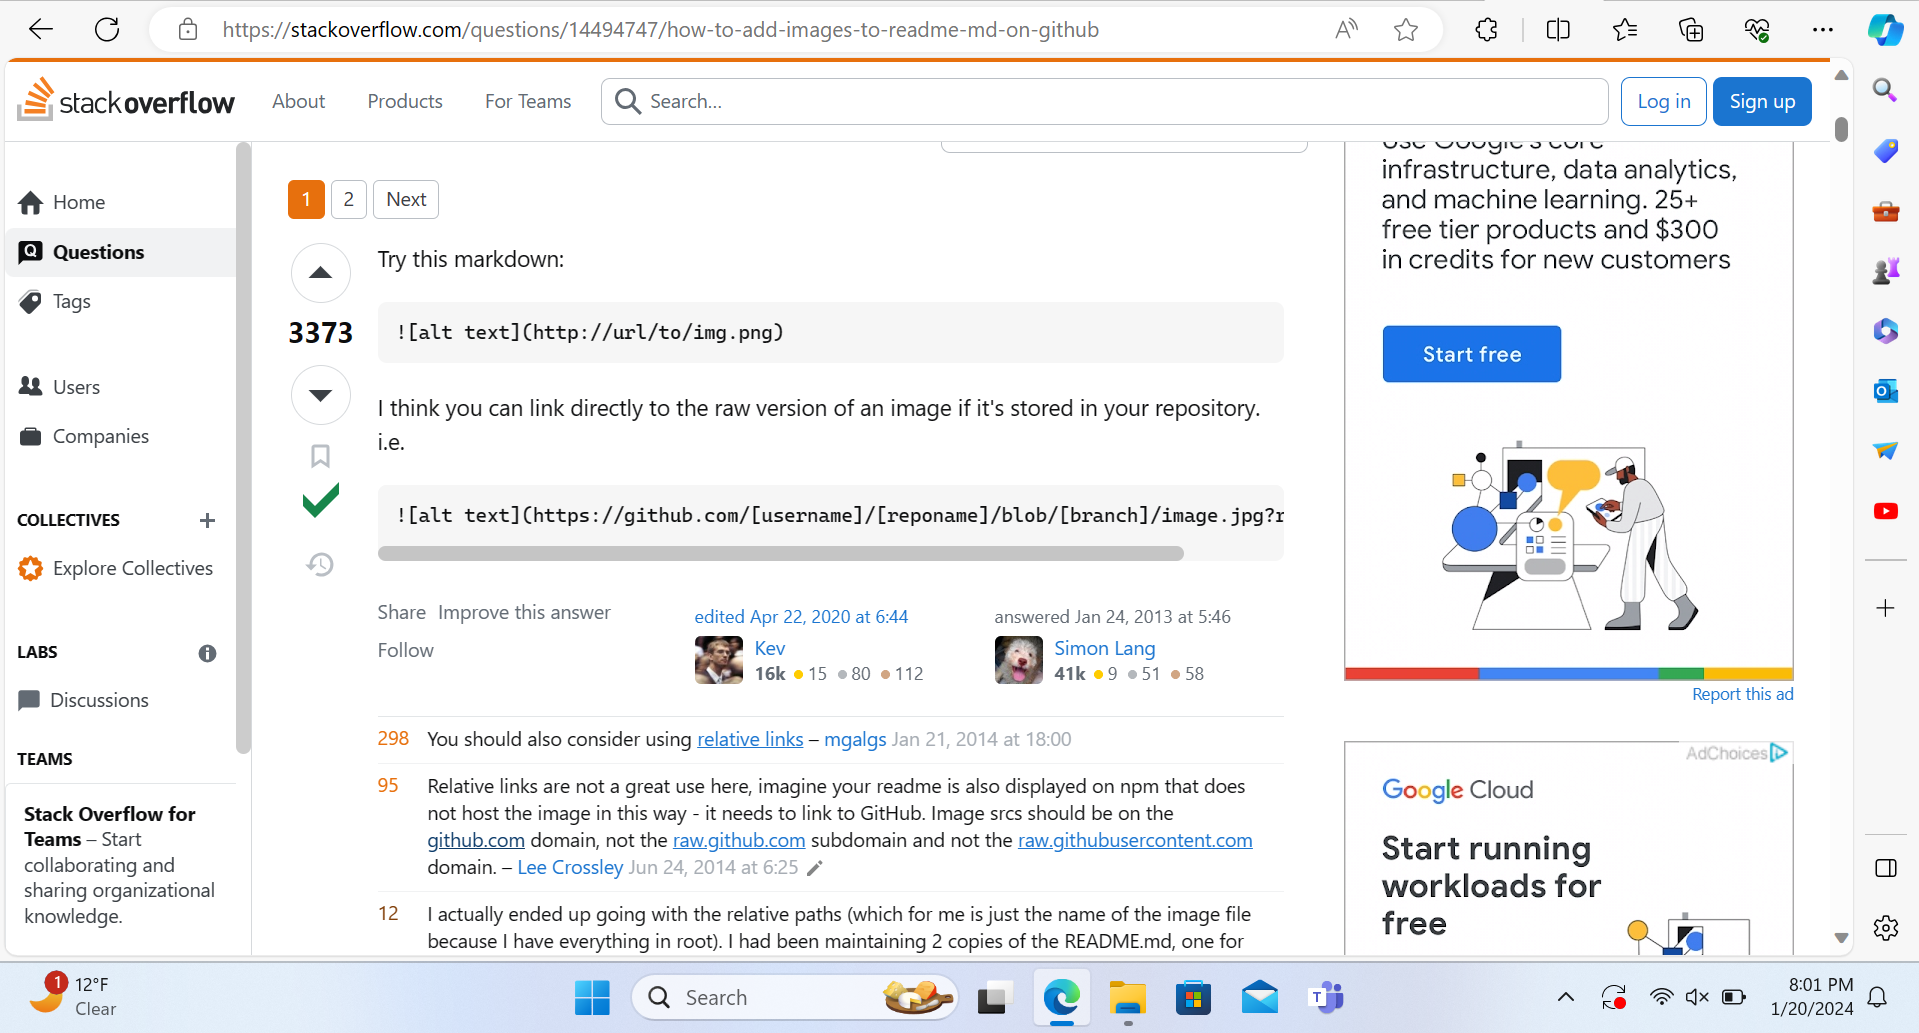 https://stackoverflow.com/questions/14494747/how-to-add-images-to-readme-md-on-github
stackoverflow
About
Products
For Teams
Search...
Log in
Sign up
Home
Questions
Tags
Users
Companies
COLLECTIVES
Explore Collectives
LABS
Discussions
TEAMS
Stack Overflow for
Teams – Start
collaborating and
sharing organizational
knowledge.
1
2
Next
Try this markdown:
3373
![alt text](http://url/to/img.png)
I think you can link directly to the raw version of an image if it's stored in your repository.
i.e.
![alt text](https://github.com/[username]/[reponame]/blob/[branch]/image.jpg?r
Share Improve this answer
Follow
edited Apr 22, 2020 at 6:44
Kev
16k 15 80 112
answered Jan 24, 2013 at 5:46
Simon Lang
41k 9 51 58
298
You should also consider using relative links – mgalgs Jan 21, 2014 at 18:00
95
Relative links are not a great use here, imagine your readme is also displayed on npm that does
not host the image in this way - it needs to link to GitHub. Image srcs should be on the
github.com domain, not the raw.github.com subdomain and not the raw.githubusercontent.com
domain. – Lee Crossley Jun 24, 2014 at 6:25
12
I actually ended up going with the relative paths (which for me is just the name of the image file
because I have everything in root). I had been maintaining 2 copies of the README.md, one for
use Google's core
infrastructure, data analytics,
and machine learning. 25+
free tier products and $300
in credits for new customers
Start free
Report this ad
AdChoices
Google Cloud
Start running
workloads for
free
1
12°F
Clear
Search
8:01 PM
1/20/2024